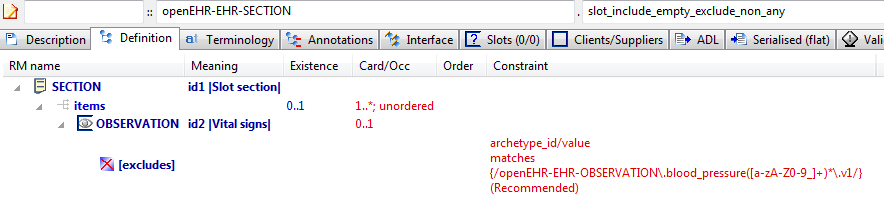 :: openEHR-EHR-SECTION . slot_include_empty_exclude_non_any
Description Definition Terminology Annotations Interface Slots (0/0) Clients/Suppliers ADL Serialised (flat) Vali
RM name Meaning Existence Card/Occ Order Constraint
SECTION id1 |Slot section|
items 0..1 1..*; unordered
OBSERVATION id2 |Vital signs| 0..1
[excludes] archetype_id/value
matches
{/openEHR-EHR-OBSERVATION\.blood_pressure([a-zA-Z0-9_]+)*\.v1/}
(Recommended)